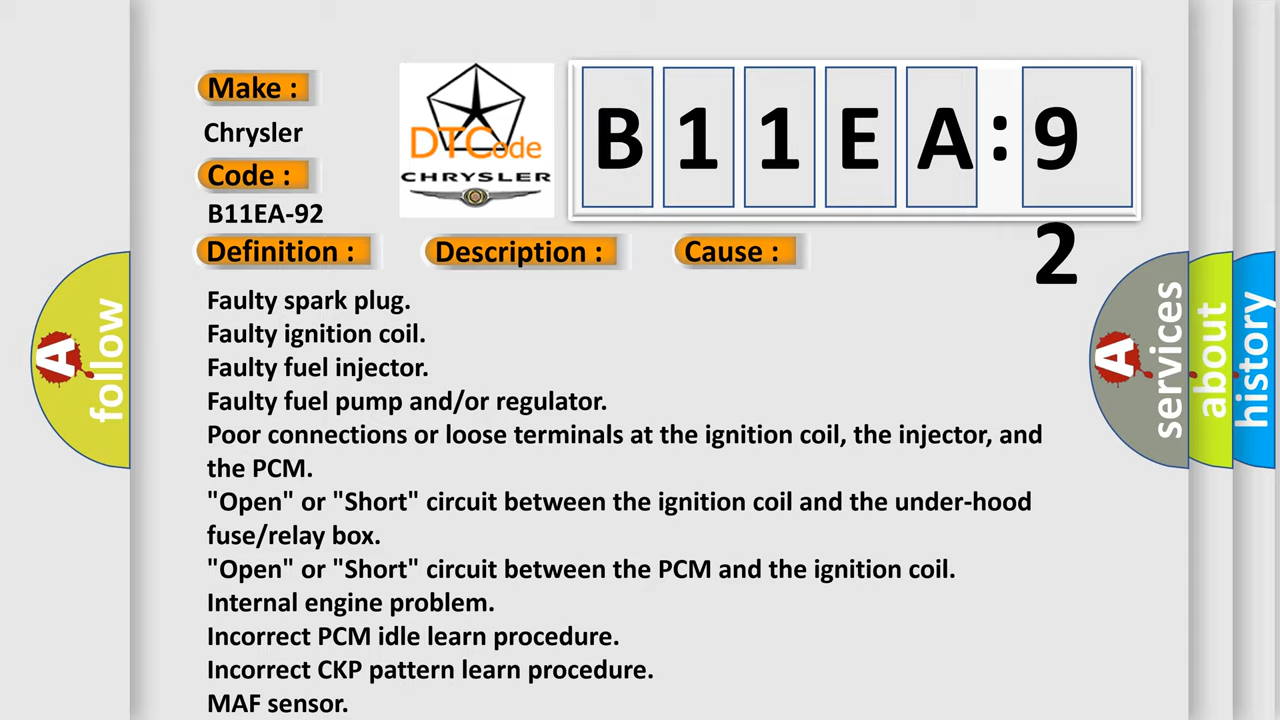 Make :
Chrysler
Code :
B11EA-92
DTCode
CHRYSLER
B11EA:9
2
Definition :
Description :
Cause :
Faulty spark plug.
Faulty ignition coil.
Faulty fuel injector.
Faulty fuel pump and/or regulator.
Poor connections or loose terminals at the ignition coil, the injector, and
the PCM.
"Open" or "Short" circuit between the ignition coil and the under-hood
fuse/relay box.
"Open" or "Short" circuit between the PCM and the ignition coil.
Internal engine problem.
Incorrect PCM idle learn procedure.
Incorrect CKP pattern learn procedure.
MAF sensor.
A
follow
A
services
about
history